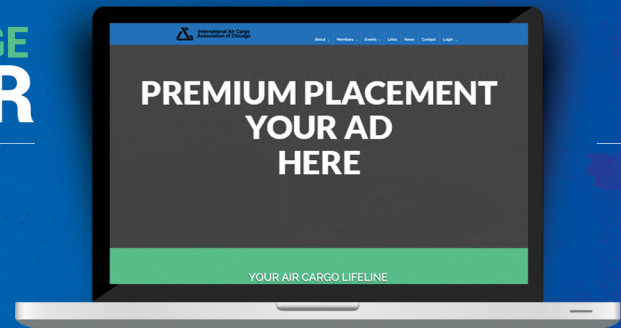 GE
R
International Air Cargo
Association of Chicago
About Members Events Links News Contact Login
PREMIUM PLACEMENT
YOUR AD
HERE
YOUR AIR CARGO LIFELINE